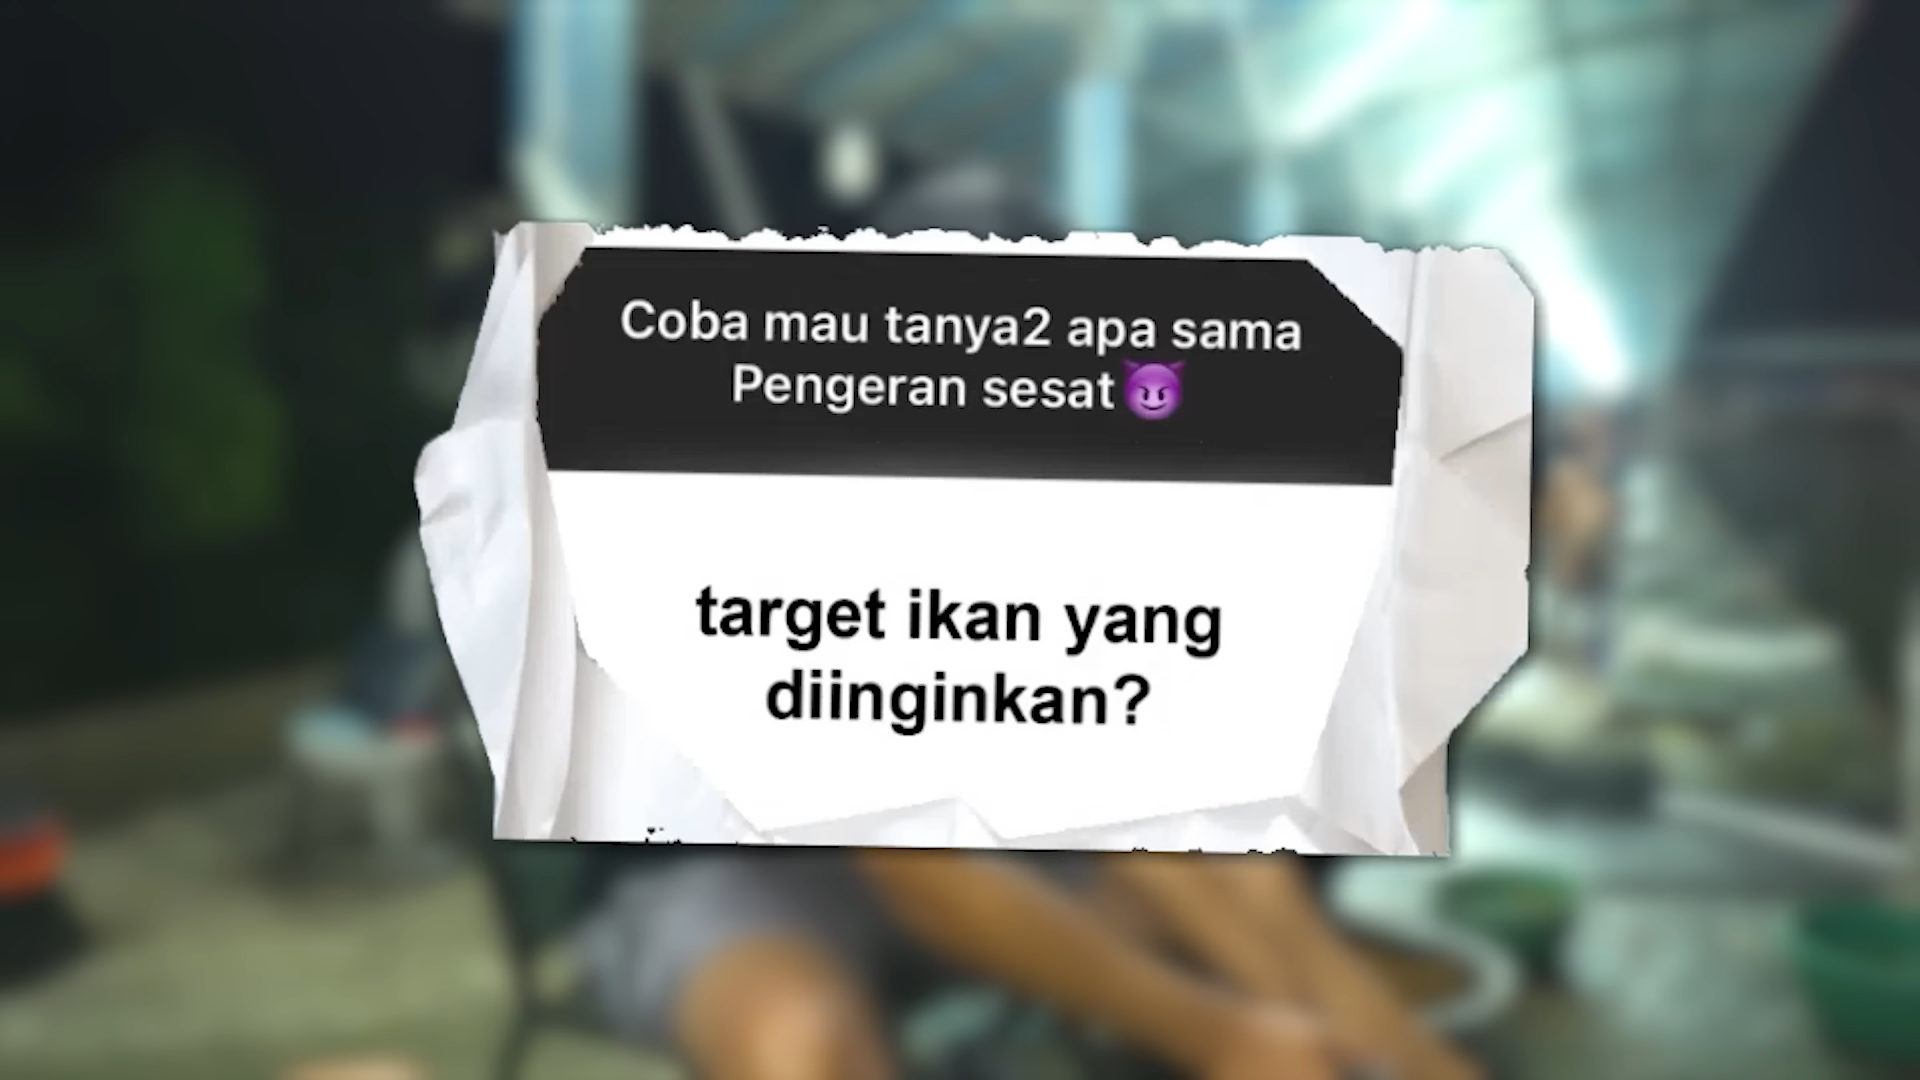 Coba mau tanya2 apa sama
Pengeran sesat😈
target ikan yang
diinginkan?